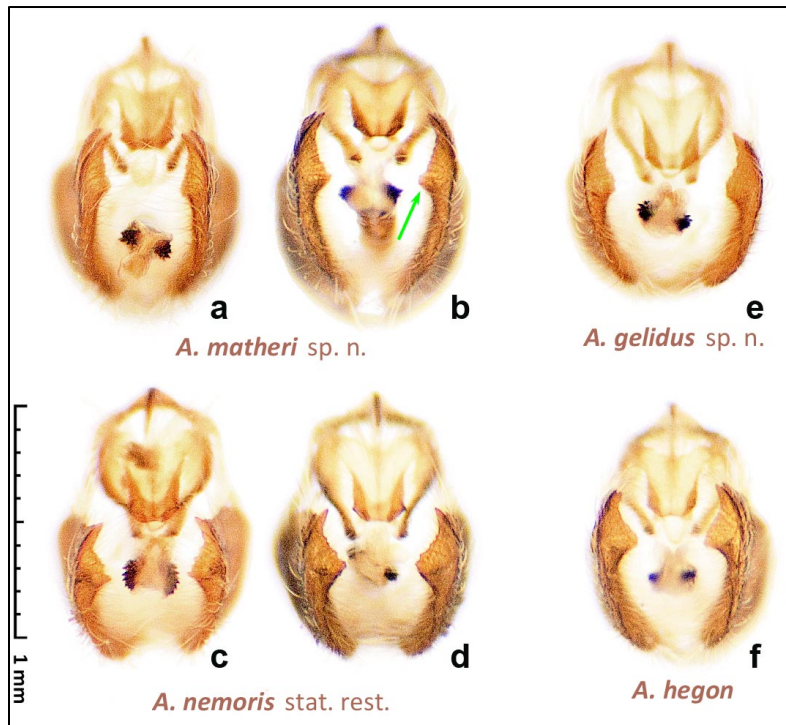 a
b
e
A. matheri sp. n.
A. gelidus sp. n.
c
d
f
1 mm
A. nemoris stat. rest.
A. hegon